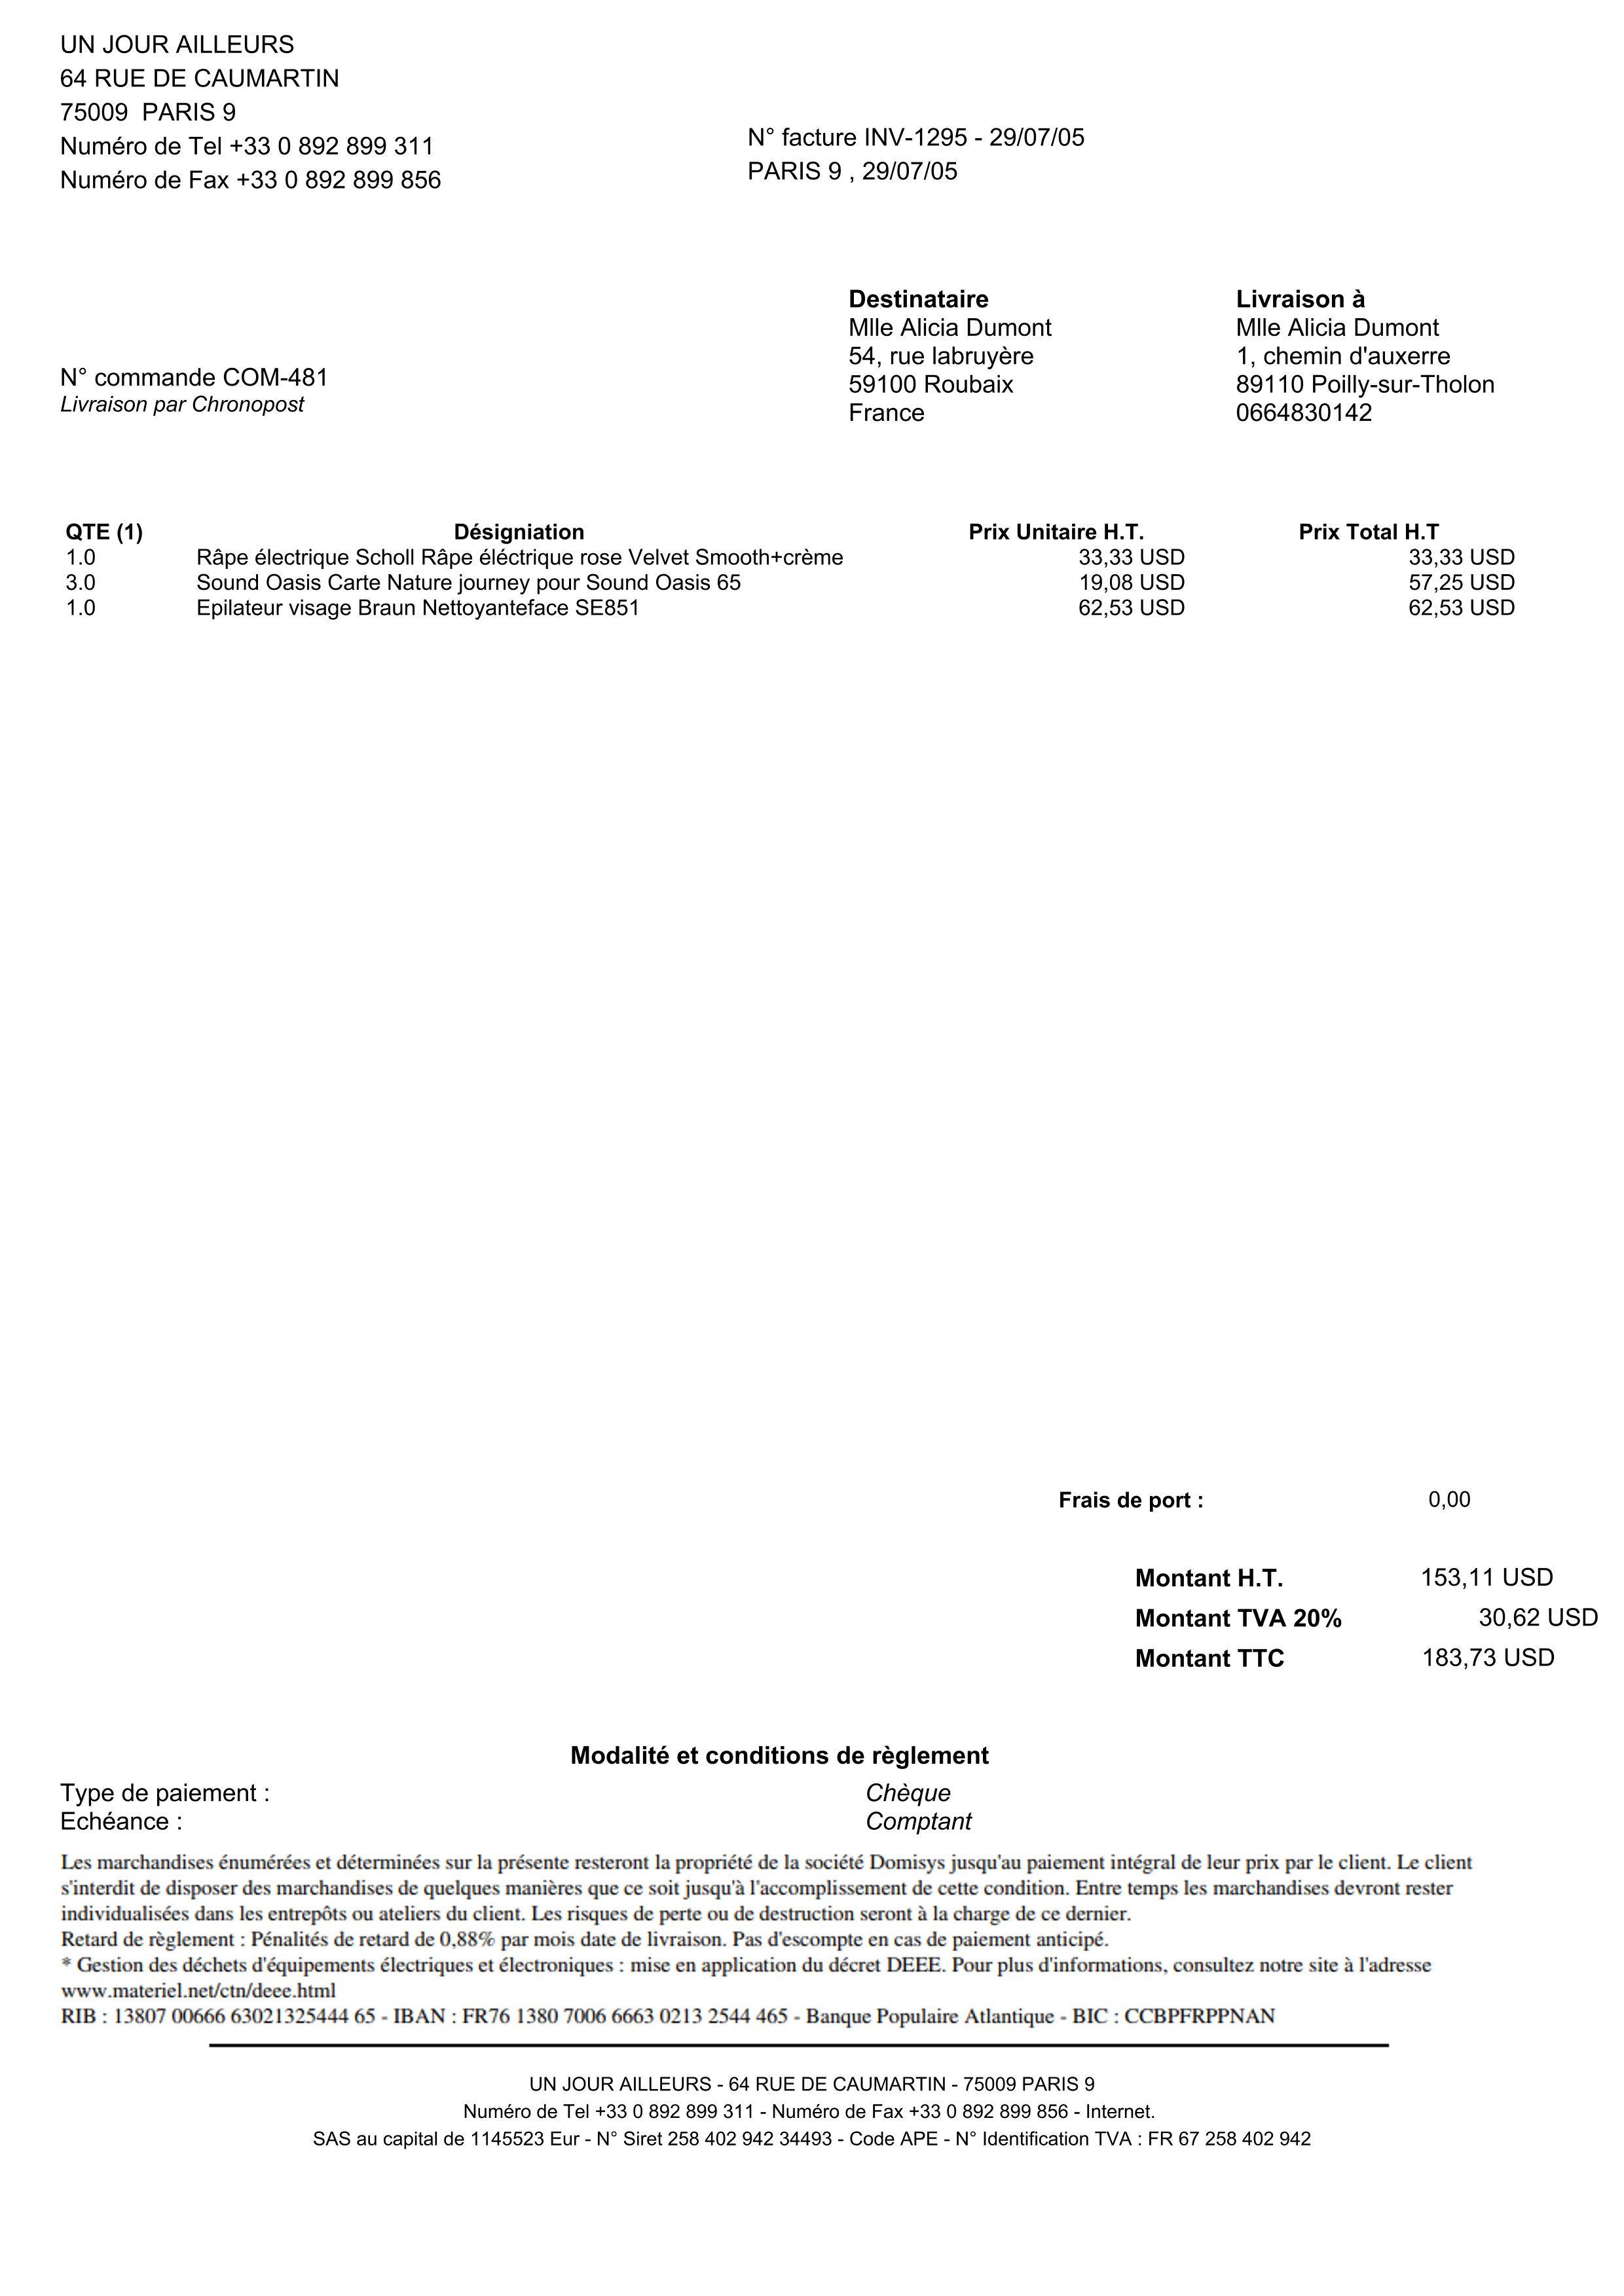 UN JOUR AILLEURS
64 RUE DE CAUMARTIN
75009 PARIS 9
Numéro de Tel +33 0 892 899 311
Numéro de Fax +33 0 892 899 856
N° facture INV-1295 - 29/07/05
PARIS 9 , 29/07/05
N° commande COM-481
Livraison par Chronopost
Destinataire
Mlle Alicia Dumont
54, rue labruyère
59100 Roubaix
France
Livraison à
Mlle Alicia Dumont
1, chemin d'auxerre
89110 Poilly-sur-Tholon
0664830142
QTE (1) Désigniation Prix Unitaire H.T. Prix Total H.T
1.0 Râpe électrique Scholl Râpe éléctrique rose Velvet Smooth+crème 33,33 USD 33,33 USD
3.0 Sound Oasis Carte Nature journey pour Sound Oasis 65 19,08 USD 57,25 USD
1.0 Epilateur visage Braun Nettoyanteface SE851 62,53 USD 62,53 USD
Frais de port : 0,00
Montant H.T. 153,11 USD
Montant TVA 20% 30,62 USD
Montant TTC 183,73 USD
Modalité et conditions de règlement
Type de paiement : Chèque
Echéance : Comptant
Les marchandises énumérées et déterminées sur la présente resteront la propriété de la société Domisys jusqu'au paiement intégral de leur prix par le client. Le client
s'interdit de disposer des marchandises de quelques manières que ce soit jusqu'à l'accomplissement de cette condition. Entre temps les marchandises devront rester
individualisées dans les entrepôts ou ateliers du client. Les risques de perte ou de destruction seront à la charge de ce dernier.
Retard de règlement : Pénalités de retard de 0,88% par mois date de livraison. Pas d'escompte en cas de paiement anticipé.
* Gestion des déchets d'équipements électriques et électroniques : mise en application du décret DEEE. Pour plus d'informations, consultez notre site à l'adresse
www.materiel.net/ctn/deee.html
RIB : 13807 00666 63021325444 65 - IBAN : FR76 1380 7006 6663 0213 2544 465 - Banque Populaire Atlantique - BIC : CCBPFRPPNAN
UN JOUR AILLEURS - 64 RUE DE CAUMARTIN - 75009 PARIS 9
Numéro de Tel +33 0 892 899 311 - Numéro de Fax +33 0 892 899 856 - Internet.
SAS au capital de 1145523 Eur - N° Siret 258 402 942 34493 - Code APE - N° Identification TVA : FR 67 258 402 942